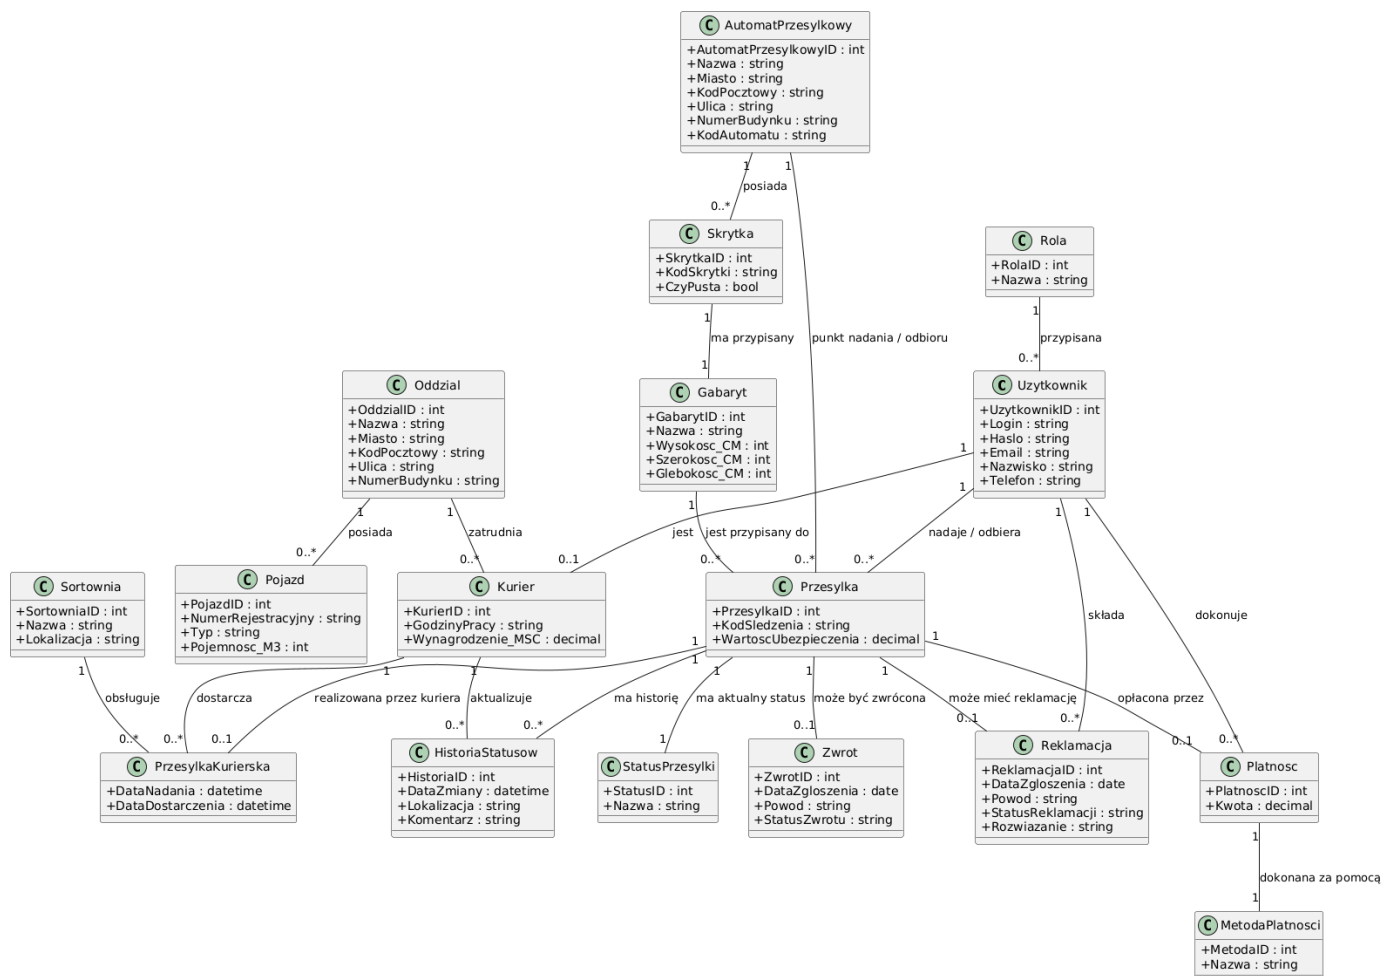 AutomatPrzesylkowy
+AutomatPrzesylkowyID : int
+Nazwa : string
+Miasto : string
+KodPocztowy : string
+Ulica : string
+NumerBudynku : string
+KodAutomatu : string
1
1
posiada
0..*
Skrytka
+SkrytkaID : int
+KodSkrytki : string
+CzyPusta : bool
Rola
+RolaID : int
+Nazwa : string
1
ma przypisany
1
punkt nadania / odbioru
1
przypisana
0..*
Oddzial
+OddzialID : int
+Nazwa : string
+Miasto : string
+KodPocztowy : string
+Ulica : string
+NumerBudynku : string
Gabaryt
+GabarytID : int
+Nazwa : string
+Wysokosc_CM : int
+Szerokosc_CM : int
+Glebokosc_CM : int
Uzytkownik
+UzytkownikID : int
+Login : string
+Haslo : string
+Email : string
+Nazwisko : string
+Telefon : string
1
1
1
1
1
1
1
posiada
zatrudnia
jest
jest przypisany do
nadaje / odbiera
0..*
0..*
0..1
0..*
0..*
0..*
Sortownia
+SortowniaID : int
+Nazwa : string
+Lokalizacja : string
Pojazd
+PojazdID : int
+NumerRejestracyjny : string
+Typ : string
+Pojemnosc_M3 : int
Kurier
+KurierID : int
+GodzinyPracy : string
+Wynagrodzenie_MSC : decimal
Przesylka
+PrzesylkaID : int
+KodSledzenia : string
+WartoscUbezpieczenia : decimal
składa
dokonuje
1
1
1
1
1
1
1
1
1
obsługuje
dostarcza
realizowana przez kuriera
aktualizuje
ma historię
ma aktualny status
może być zwrócona
może mieć reklamację
opłacona przez
0..*
0..*
0..1
0..*
0..*
1
0..1
0..1
0..*
0..1
0..*
PrzesylkaKurierska
+DataNadania : datetime
+DataDostarczenia : datetime
HistoriaStatusow
+HistoriaID : int
+DataZmiany : datetime
+Lokalizacja : string
+Komentarz : string
StatusPrzesylki
+StatusID : int
+Nazwa : string
Zwrot
+ZwrotID : int
+DataZgloszenia : date
+Powod : string
+StatusZwrotu : string
Reklamacja
+ReklamacjaID : int
+DataZgloszenia : date
+Powod : string
+StatusReklamacji : string
+Rozwiazanie : string
Platnosc
+PlatnoscID : int
+Kwota : decimal
1
dokonana za pomocą
1
MetodaPlatnosci
+MetodaID : int
+Nazwa : string